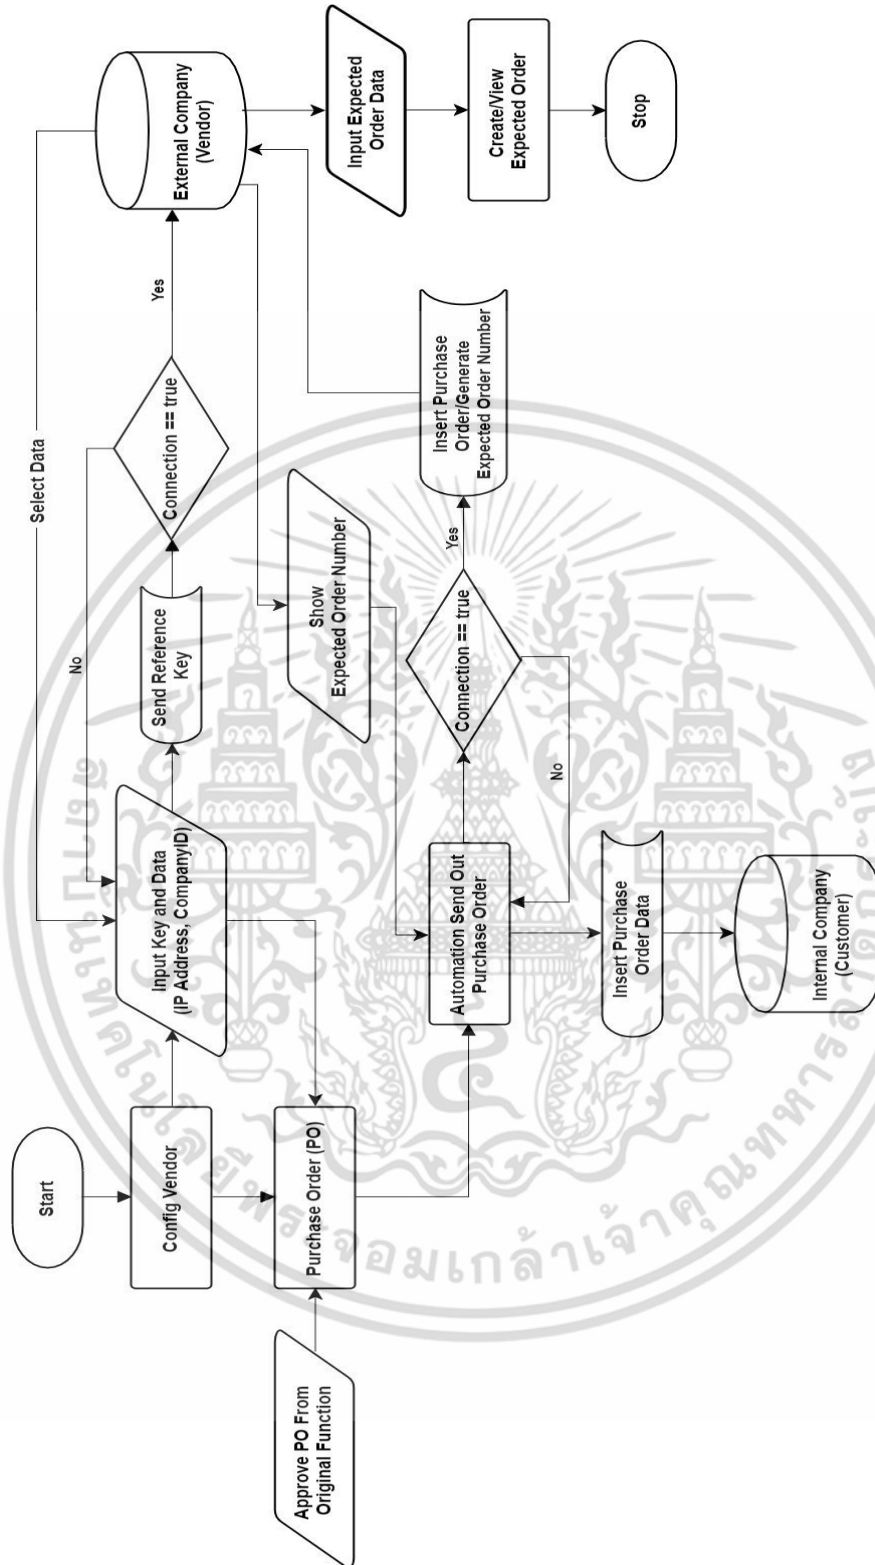 Start
Config Vendor
Input Key and Data
(IP Address, CompanyID)
Send Reference
Key
Connection == true
Yes
No
Select Data
External Company
(Vendor)
Approve PO From
Original Function
Purchase Order (PO)
Show
Expected Order Number
Input Expected
Order Data
Automation Send Out
Purchase Order
Connection == true
Yes
No
Insert Purchase
Order/Generate
Expected Order Number
Create/View
Expected Order
Insert Purchase
Order Data
Stop
Internal Company
(Customer)